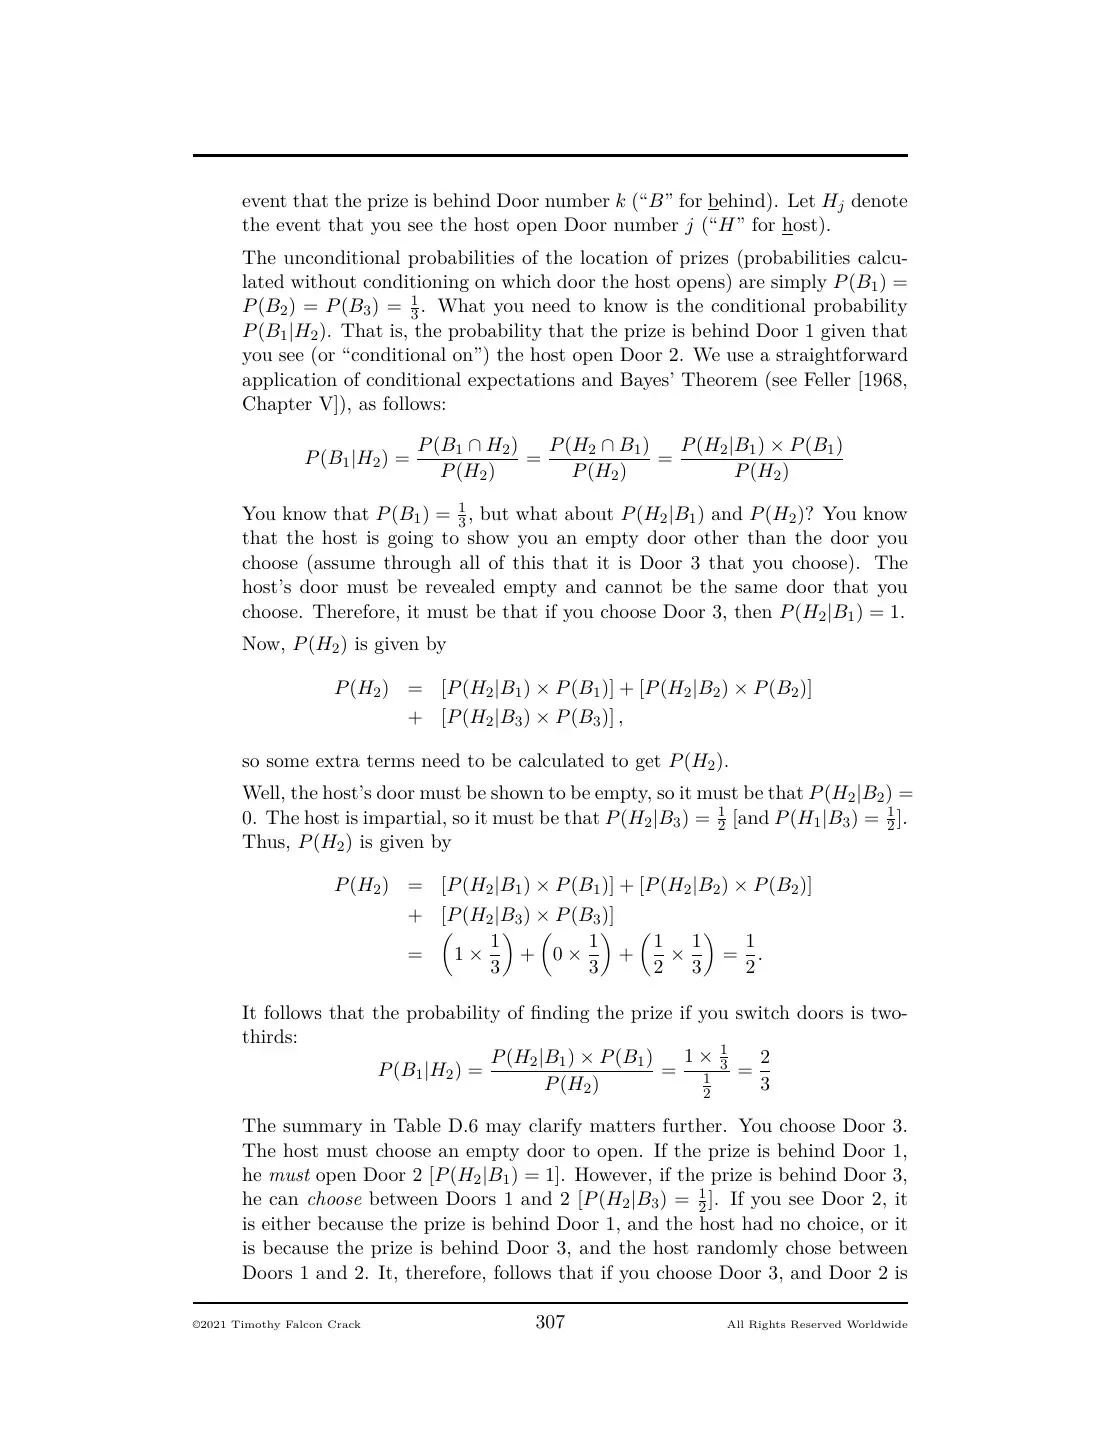 event that the prize is behind Door number k (“B” for behind). Let H_j denote
the event that you see the host open Door number j (“H” for host).
The unconditional probabilities of the location of prizes (probabilities calcu-
lated without conditioning on which door the host opens) are simply P(B_1) =
P(B_2) = P(B_3) = 1/3. What you need to know is the conditional probability
P(B_1|H_2). That is, the probability that the prize is behind Door 1 given that
you see (or “conditional on”) the host open Door 2. We use a straightforward
application of conditional expectations and Bayes’ Theorem (see Feller [1968,
Chapter V]), as follows:
P(B_1|H_2) = P(B_1 ∩ H_2)/P(H_2) = P(H_2 ∩ B_1)/P(H_2) = P(H_2|B_1) × P(B_1)/P(H_2)
You know that P(B_1) = 1/3, but what about P(H_2|B_1) and P(H_2)? You know
that the host is going to show you an empty door other than the door you
choose (assume through all of this that it is Door 3 that you choose). The
host’s door must be revealed empty and cannot be the same door that you
choose. Therefore, it must be that if you choose Door 3, then P(H_2|B_1) = 1.
Now, P(H_2) is given by
P(H_2) = [P(H_2|B_1) × P(B_1)] + [P(H_2|B_2) × P(B_2)]
+ [P(H_2|B_3) × P(B_3)] ,
so some extra terms need to be calculated to get P(H_2).
Well, the host’s door must be shown to be empty, so it must be that P(H_2|B_2) =
0. The host is impartial, so it must be that P(H_2|B_3) = 1/2 [and P(H_1|B_3) = 1/2].
Thus, P(H_2) is given by
P(H_2) = [P(H_2|B_1) × P(B_1)] + [P(H_2|B_2) × P(B_2)]
+ [P(H_2|B_3) × P(B_3)]
= (1 × 1/3) + (0 × 1/3) + (1/2 × 1/3) = 1/2.
It follows that the probability of finding the prize if you switch doors is two-
thirds:
P(B_1|H_2) = P(H_2|B_1) × P(B_1)/P(H_2) = (1 × 1/3)/(1/2) = 2/3
The summary in Table D.6 may clarify matters further. You choose Door 3.
The host must choose an empty door to open. If the prize is behind Door 1,
he must open Door 2 [P(H_2|B_1) = 1]. However, if the prize is behind Door 3,
he can choose between Doors 1 and 2 [P(H_2|B_3) = 1/2]. If you see Door 2, it
is either because the prize is behind Door 1, and the host had no choice, or it
is because the prize is behind Door 3, and the host randomly chose between
Doors 1 and 2. It, therefore, follows that if you choose Door 3, and Door 2 is
©2021 Timothy Falcon Crack 307 All Rights Reserved Worldwide